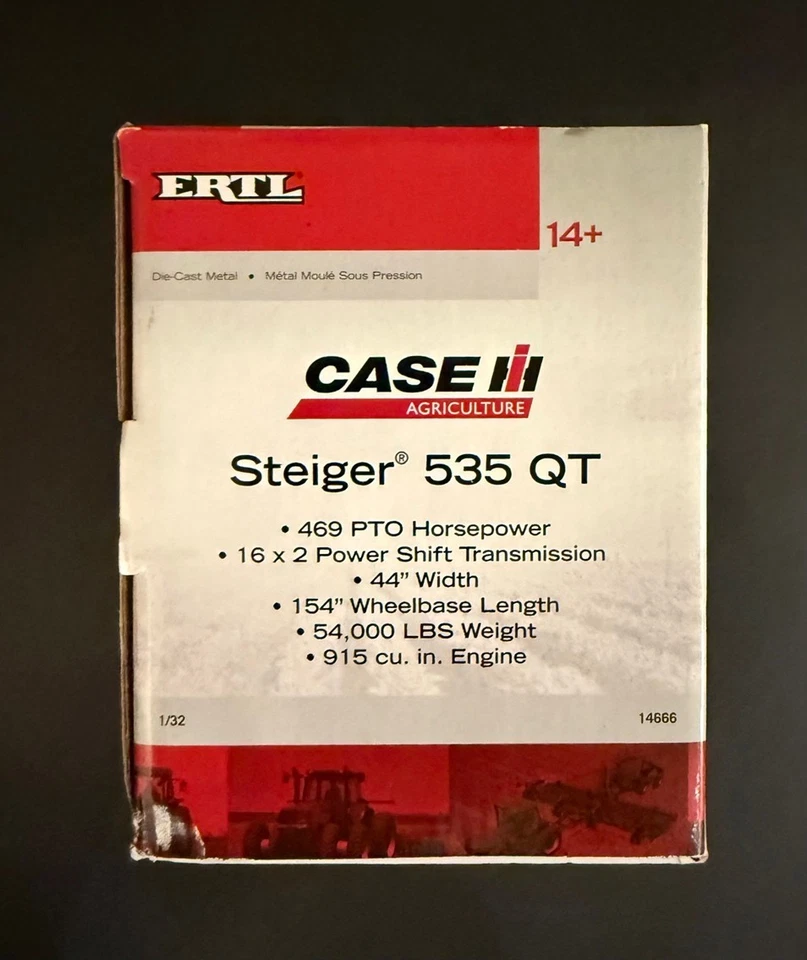 ERTL
14+
Die-Cast Metal • Métal Moulé Sous Pression
CASE IH
AGRICULTURE
Steiger® 535 QT
• 469 PTO Horsepower
• 16 x 2 Power Shift Transmission
• 44” Width
• 154” Wheelbase Length
• 54,000 LBS Weight
• 915 cu. in. Engine
1/32 14666